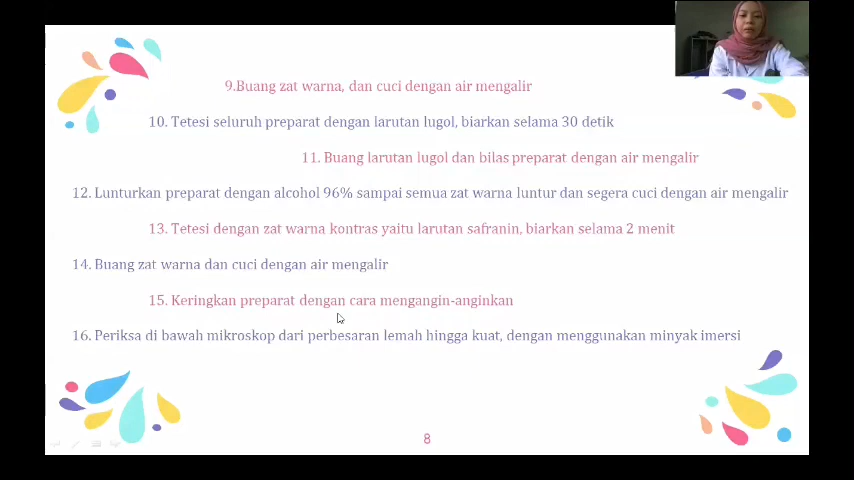 9.Buang zat warna, dan cuci dengan air mengalir
10. Tetesi seluruh preparat dengan larutan lugol, biarkan selama 30 detik
11. Buang larutan lugol dan bilas preparat dengan air mengalir
12. Lunturkan preparat dengan alcohol 96% sampai semua zat warna luntur dan segera cuci dengan air mengalir
13. Tetesi dengan zat warna kontras yaitu larutan safranin, biarkan selama 2 menit
14. Buang zat warna dan cuci dengan air mengalir
15. Keringkan preparat dengan cara mengangin-anginkan
16. Periksa di bawah mikroskop dari perbesaran lemah hingga kuat, dengan menggunakan minyak imersi
8